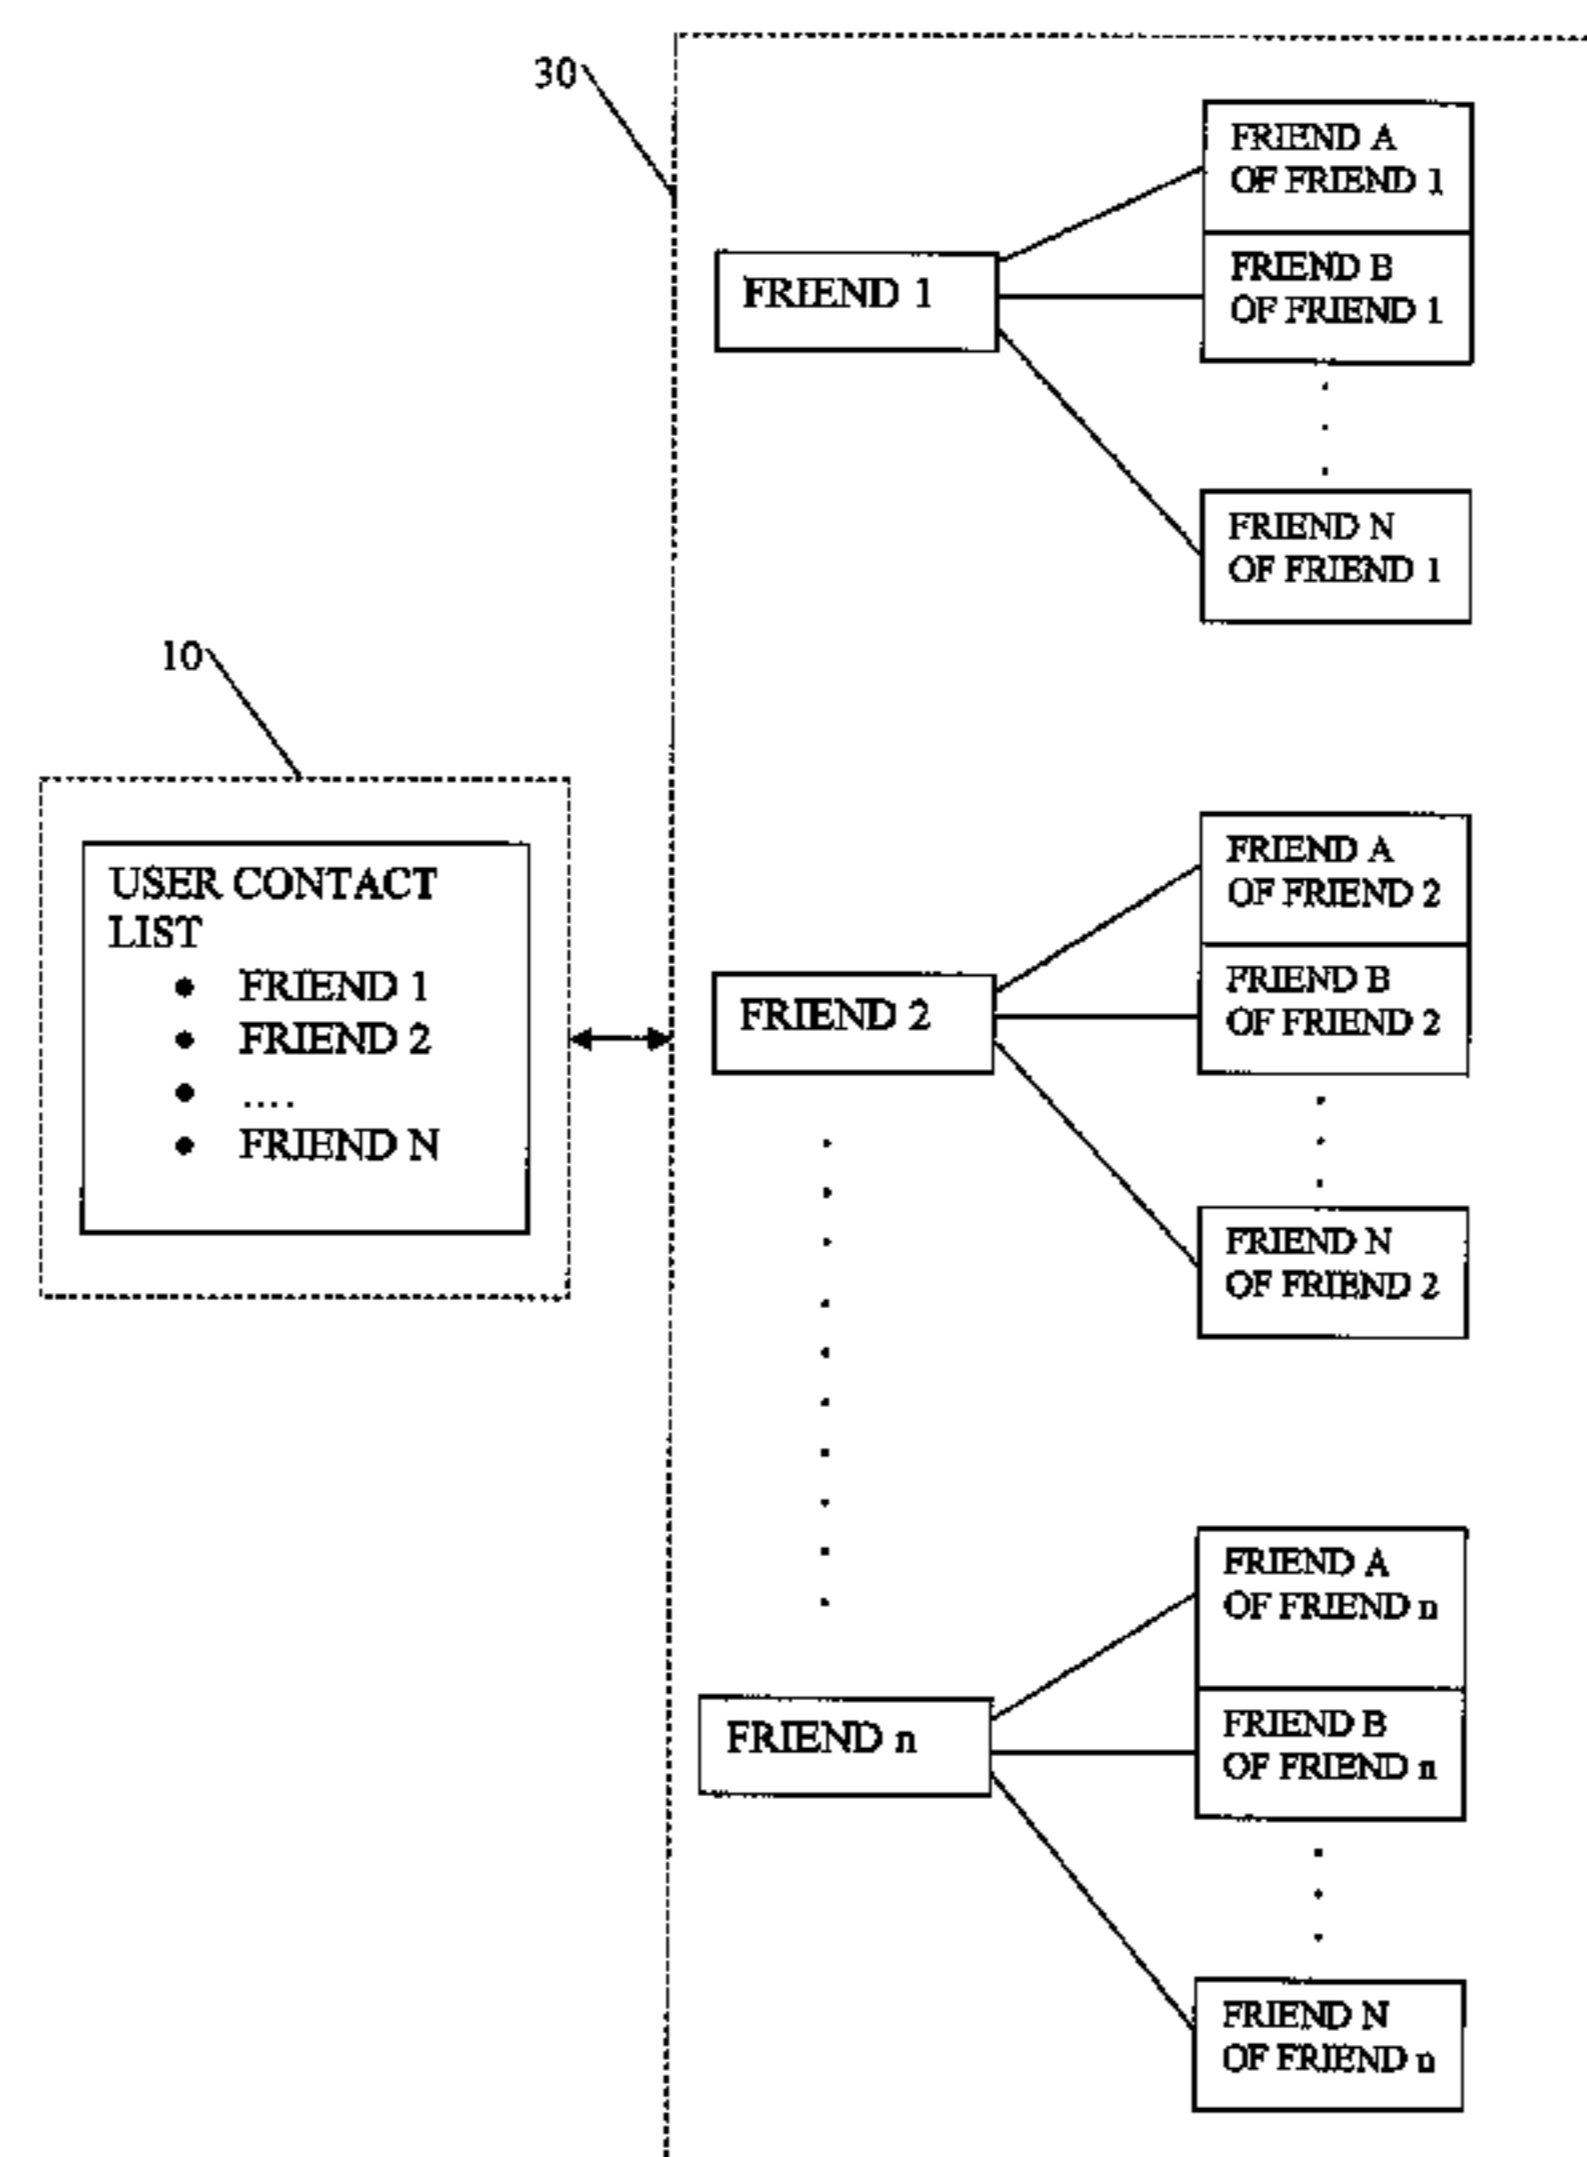 30
FRIEND A
OF FRIEND 1
FRIEND 1
FRIEND B
OF FRIEND 1
FRIEND N
OF FRIEND 1
10
USER CONTACT
LIST
• FRIEND 1
• FRIEND 2
• ....
• FRIEND N
FRIEND A
OF FRIEND 2
FRIEND 2
FRIEND B
OF FRIEND 2
FRIEND N
OF FRIEND 2
FRIEND A
OF FRIEND n
FRIEND n
FRIEND B
OF FRIEND n
FRIEND N
OF FRIEND n